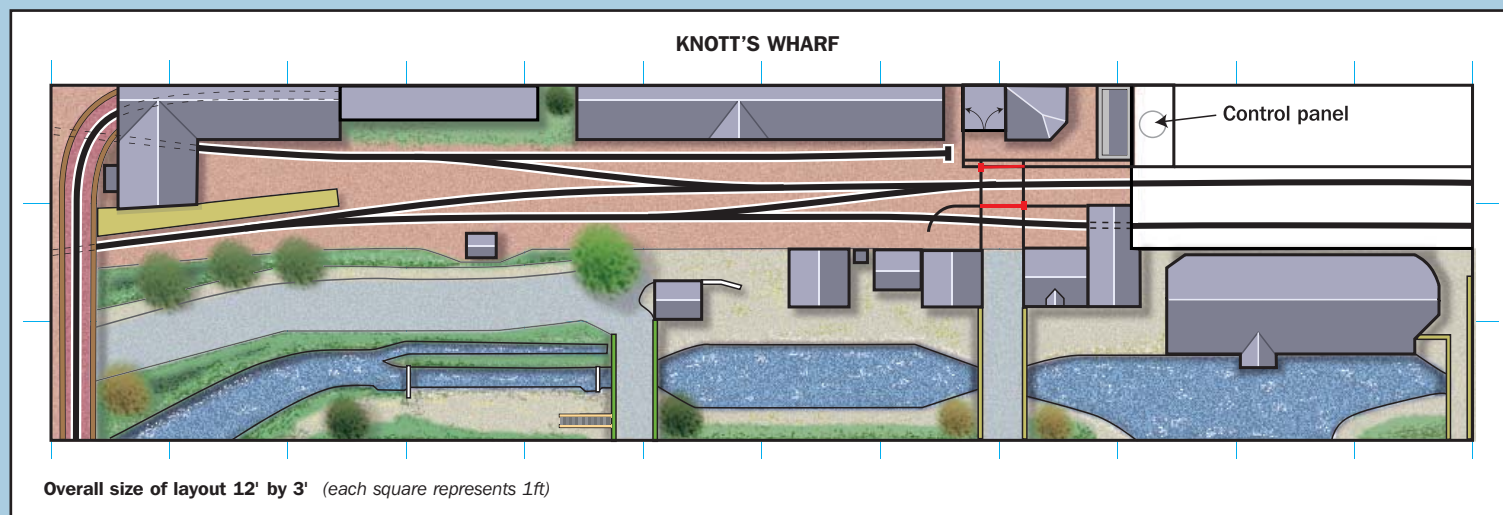 KNOTT'S WHARF
Control panel
Overall size of layout 12' by 3' (each square represents 1ft)